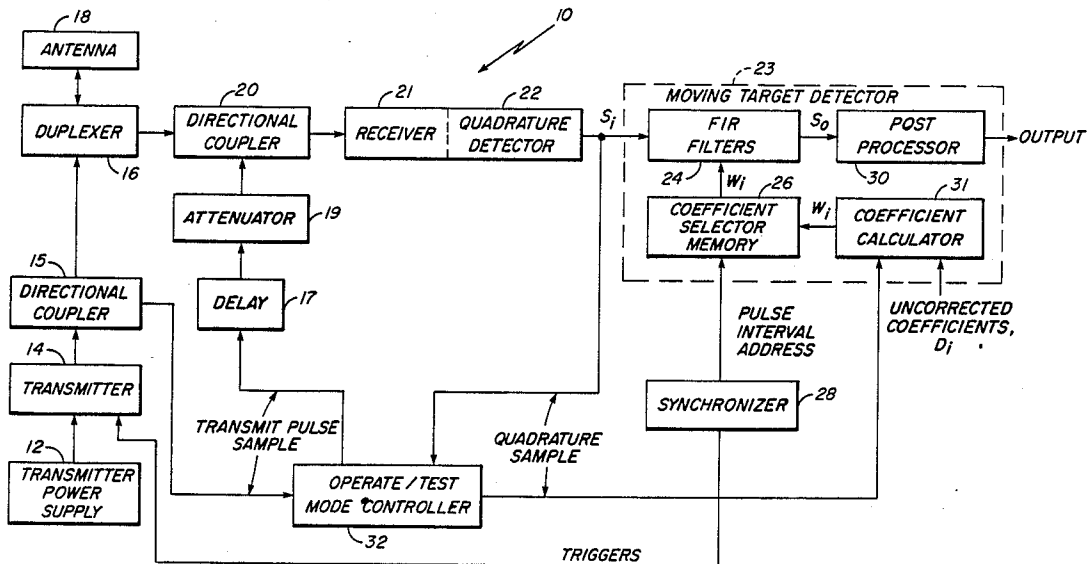 10
18
ANTENNA
23
20
21
22
MOVING TARGET DETECTOR
DUPLEXER
16
DIRECTIONAL
COUPLER
RECEIVER
QUADRATURE
DETECTOR
Si
FIR
FILTERS
24
So
POST
PROCESSOR
30
OUTPUT
Wi
26
31
ATTENUATOR
19
COEFFICIENT
SELECTOR
MEMORY
Wi
COEFFICIENT
CALCULATOR
15
DIRECTIONAL
COUPLER
DELAY
17
PULSE
INTERVAL
ADDRESS
UNCORRECTED
COEFFICIENTS,
Di
14
TRANSMITTER
SYNCHRONIZER
28
TRANSMIT PULSE
SAMPLE
QUADRATURE
SAMPLE
12
TRANSMITTER
POWER
SUPPLY
OPERATE / TEST
MODE CONTROLLER
32
TRIGGERS